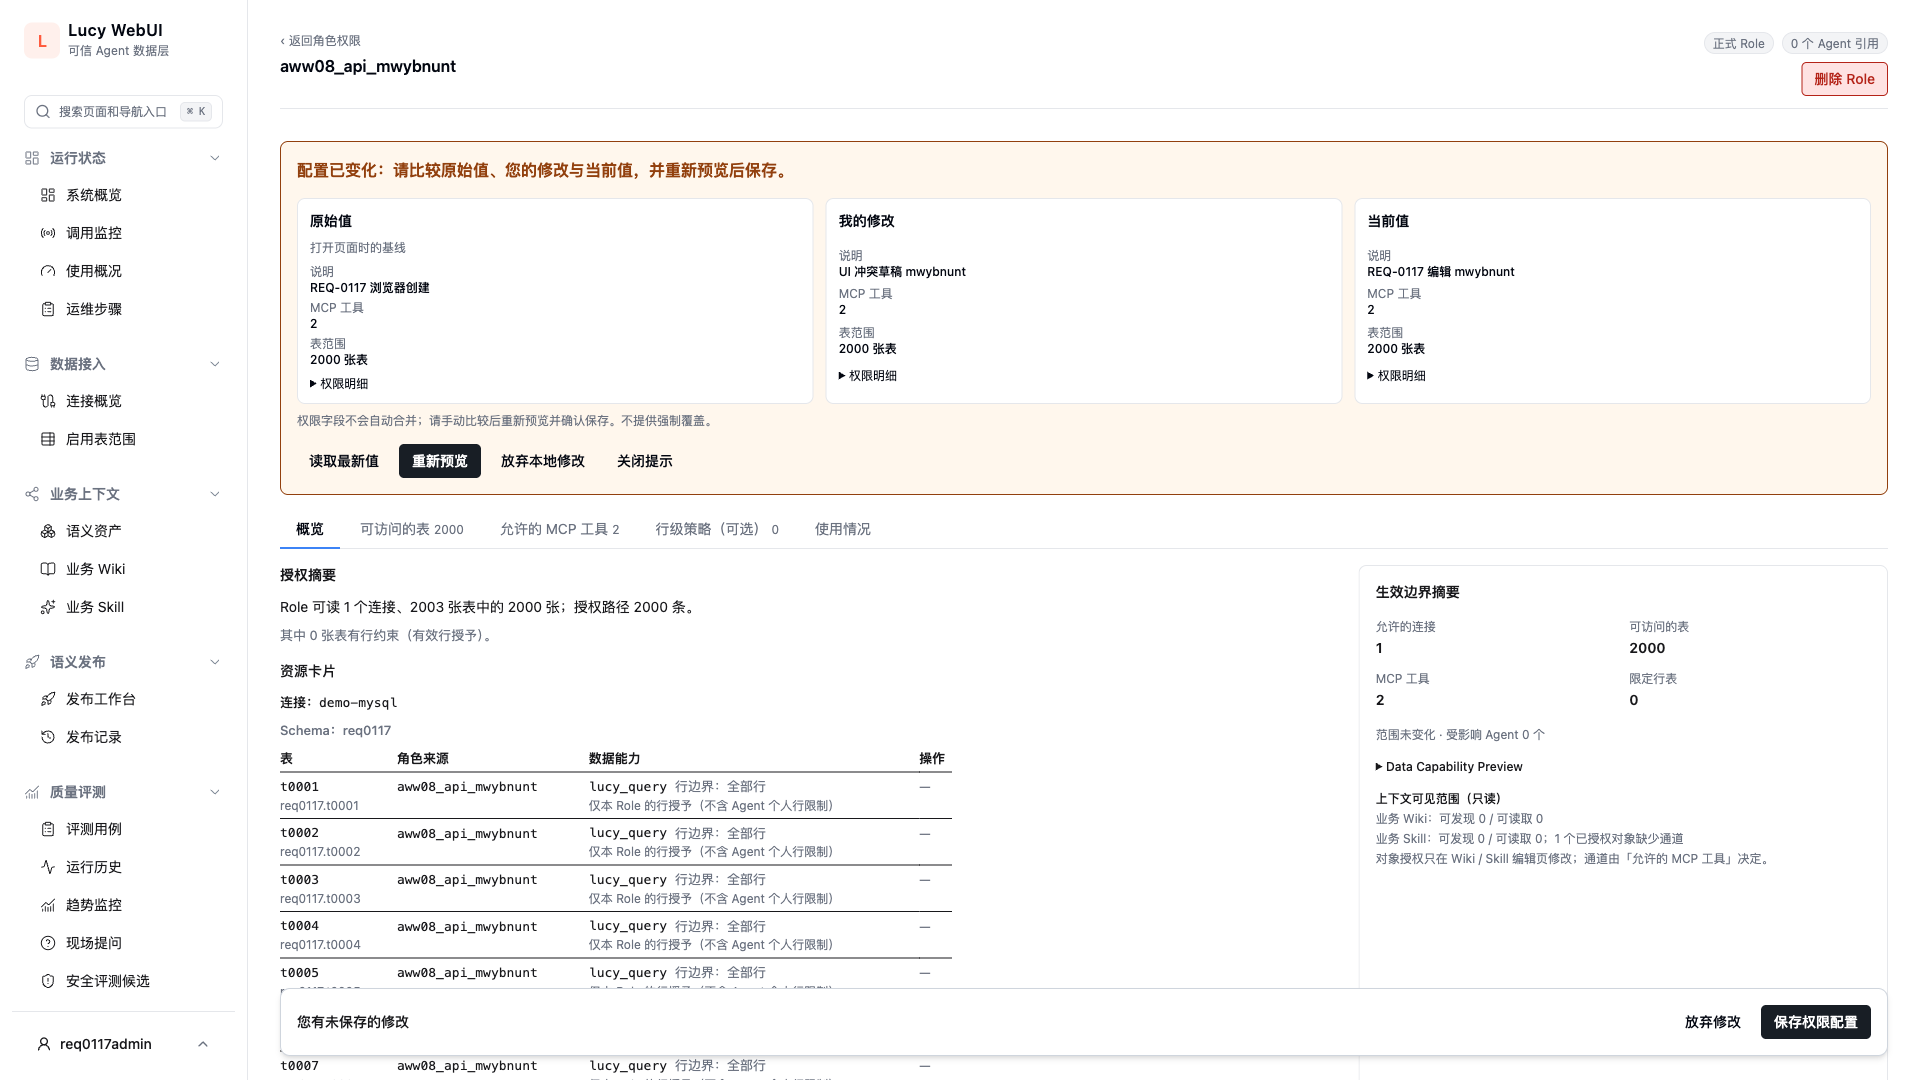 L
Lucy WebUI
可信 Agent 数据层
搜索页面和导航入口 ⌘ K
运行状态
系统概览
调用监控
使用概况
运维步骤
数据接入
连接概览
启用表范围
业务上下文
语义资产
业务 Wiki
业务 Skill
语义发布
发布工作台
发布记录
质量评测
评测用例
运行历史
趋势监控
现场提问
安全评测候选
req0117admin
‹ 返回角色权限
aww08_api_mwybnunt
正式 Role
0 个 Agent 引用
删除 Role
配置已变化：请比较原始值、您的修改与当前值，并重新预览后保存。
原始值
打开页面时的基线
说明
REQ-0117 浏览器创建
MCP 工具
2
表范围
2000 张表
▶ 权限明细
我的修改
说明
UI 冲突草稿 mwybnunt
MCP 工具
2
表范围
2000 张表
▶ 权限明细
当前值
说明
REQ-0117 编辑 mwybnunt
MCP 工具
2
表范围
2000 张表
▶ 权限明细
权限字段不会自动合并；请手动比较后重新预览并确认保存。不提供强制覆盖。
读取最新值 重新预览 放弃本地修改 关闭提示
概览 可访问的表 2000 允许的 MCP 工具 2 行级策略（可选） 0 使用情况
授权摘要
Role 可读 1 个连接、2003 张表中的 2000 张；授权路径 2000 条。
其中 0 张表有行约束（有效行授予）。
资源卡片
连接：demo-mysql
Schema：req0117
表 角色来源 数据能力 操作
t0001 aww08_api_mwybnunt lucy_query 行边界：全部行 —
req0117.t0001 仅本 Role 的行授予（不含 Agent 个人行限制）
t0002 aww08_api_mwybnunt lucy_query 行边界：全部行 —
req0117.t0002 仅本 Role 的行授予（不含 Agent 个人行限制）
t0003 aww08_api_mwybnunt lucy_query 行边界：全部行 —
req0117.t0003 仅本 Role 的行授予（不含 Agent 个人行限制）
t0004 aww08_api_mwybnunt lucy_query 行边界：全部行 —
req0117.t0004 仅本 Role 的行授予（不含 Agent 个人行限制）
t0005 aww08_api_mwybnunt lucy_query 行边界：全部行 —
t0007 aww08_api_mwybnunt lucy_query 行边界：全部行 —
生效边界摘要
允许的连接
1
可访问的表
2000
MCP 工具
2
限定行表
0
范围未变化 · 受影响 Agent 0 个
▶ Data Capability Preview
上下文可见范围（只读）
业务 Wiki：可发现 0 / 可读取 0
业务 Skill：可发现 0 / 可读取 0；1 个已授权对象缺少通道
对象授权只在 Wiki / Skill 编辑页修改；通道由「允许的 MCP 工具」决定。
您有未保存的修改
放弃修改 保存权限配置